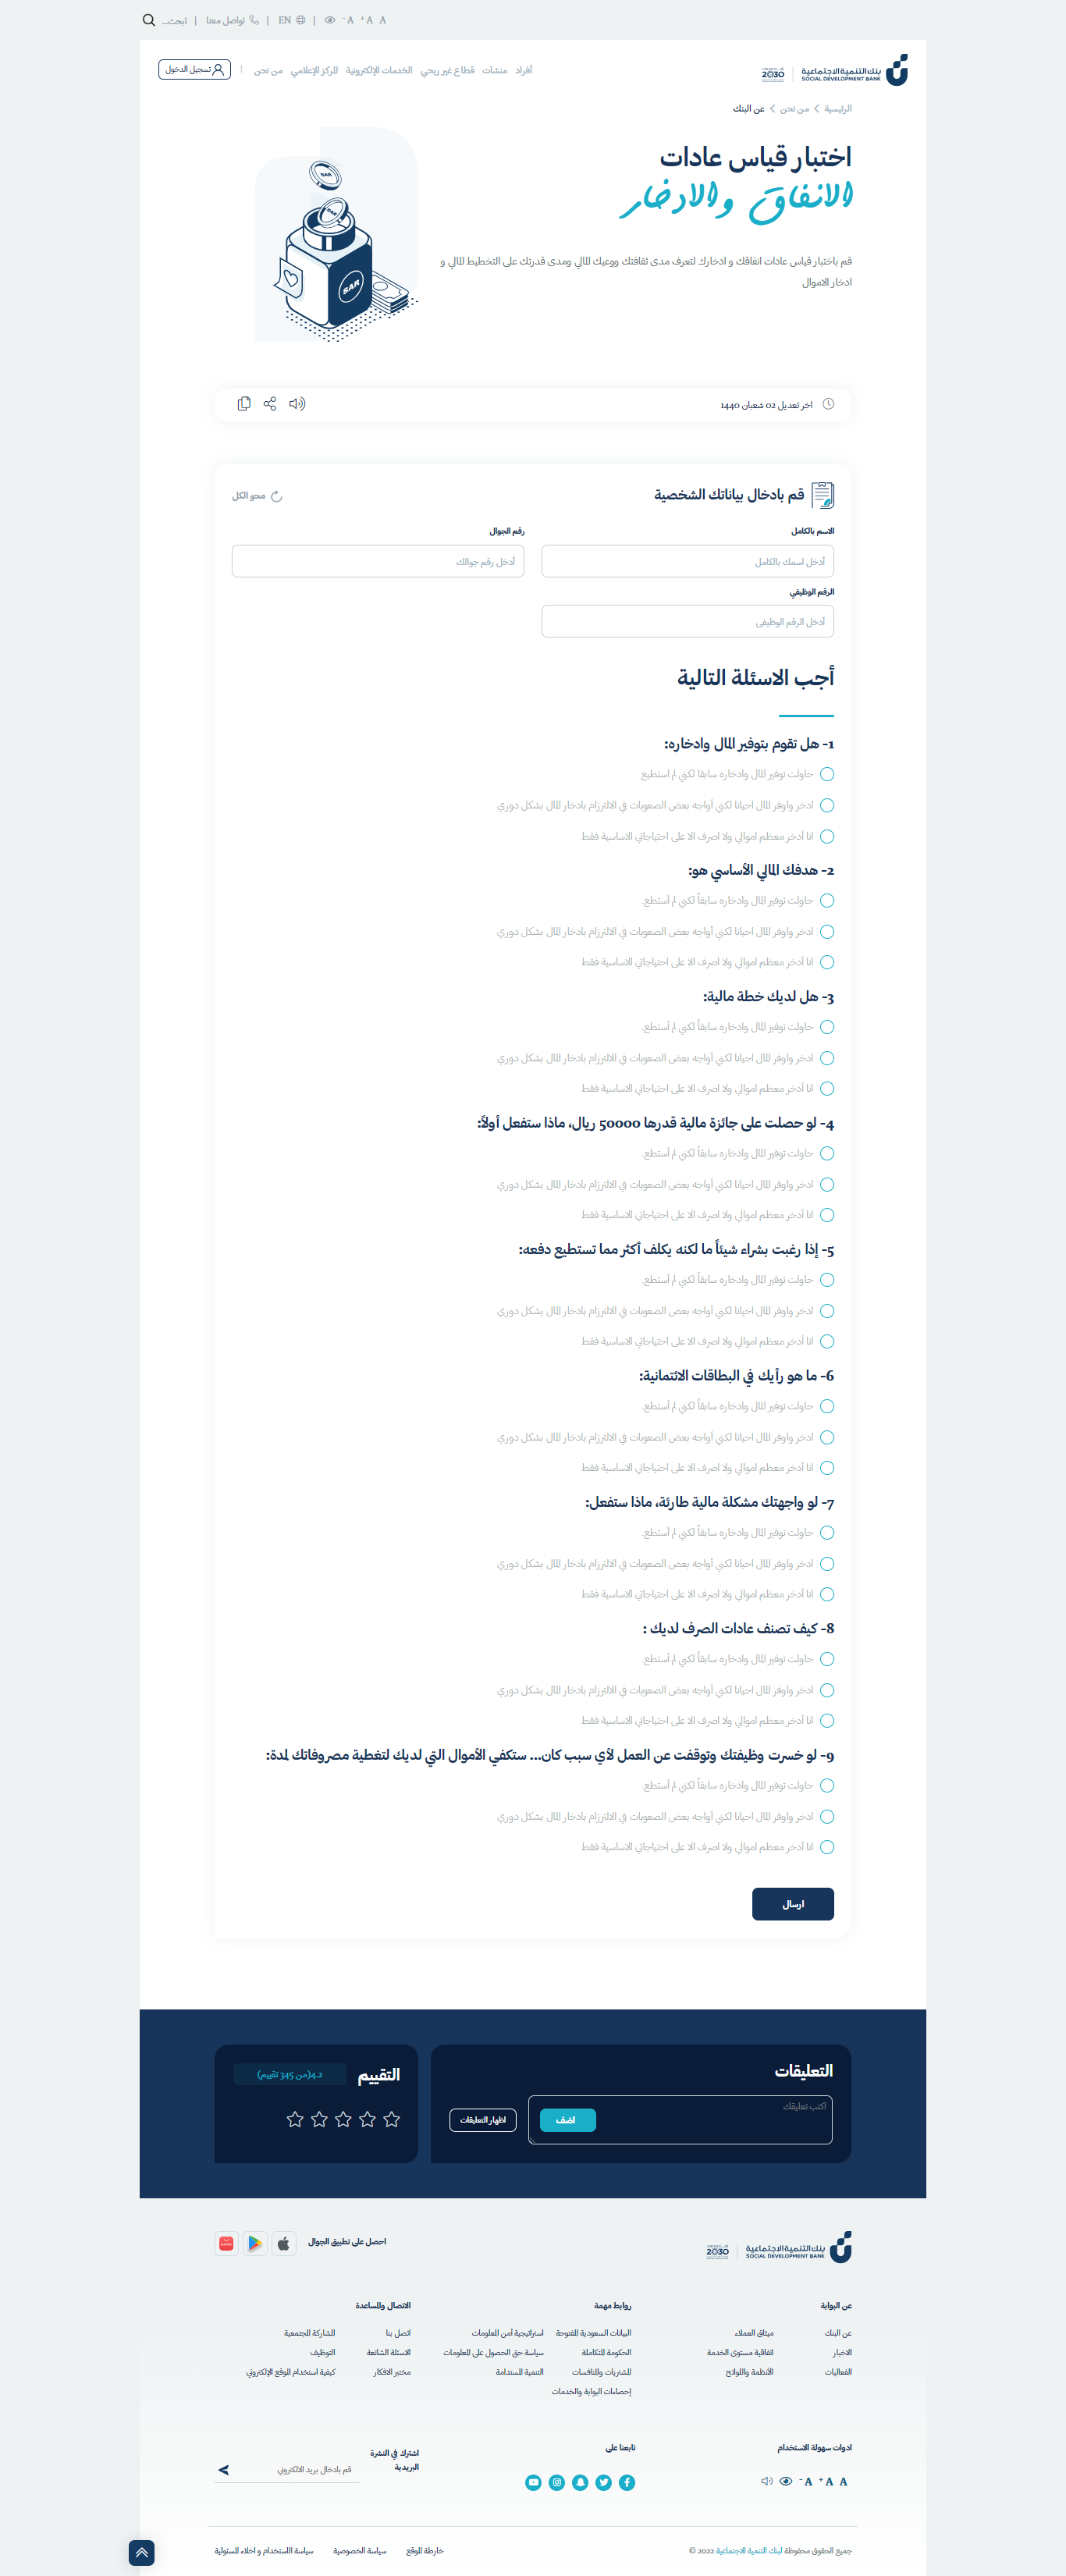 A A+ A- | EN | تواصل معنا | ابحث...
بنك التنمية الاجتماعية
SOCIAL DEVELOPMENT BANK
2030
أفراد منشآت قطاع غير ربحي الخدمات الإلكترونية المركز الإعلامي من نحن | تسجيل الدخول
الرئيسية من نحن عن البنك
اختبار قياس عادات
الانفاق والادخار
قم باختبار قياس عادات انفاقك و ادخارك لتعرف مدى ثقافتك ووعيك المالي ومدى قدرتك على التخطيط المالي و
ادخار الاموال
SAR
SAR
SAR
اخر تعديل 02 شعبان 1440
قم بادخال بياناتك الشخصية
محو الكل
الاسم بالكامل
رقم الجوال
أدخل اسمك بالكامل
أدخل رقم جوالك
الرقم الوظيفي
أدخل الرقم الوظيفى
أجب الاسئلة التالية
1- هل تقوم بتوفير المال وادخاره:
حاولت توفير المال وادخاره سابقا لكني لم استطيع
ادخر واوفر المال احيانا لكني أواجه بعض الصعوبات في الالتزام بادخار المال بشكل دوري
انا أدخر معظم اموالي ولا اصرف الا على احتياجاتي الاساسية فقط
2- هدفك المالي الأساسي هو:
حاولت توفير المال وادخاره سابقاً لكني لم أستطع.
ادخر واوفر المال احيانا لكني أواجه بعض الصعوبات في الالتزام بادخار المال بشكل دوري
انا أدخر معظم اموالي ولا اصرف الا على احتياجاتي الاساسية فقط
3- هل لديك خطة مالية:
حاولت توفير المال وادخاره سابقاً لكني لم أستطع.
ادخر واوفر المال احيانا لكني أواجه بعض الصعوبات في الالتزام بادخار المال بشكل دوري
انا أدخر معظم اموالي ولا اصرف الا على احتياجاتي الاساسية فقط
4- لو حصلت على جائزة مالية قدرها 50000 ريال، ماذا ستفعل أولاً:
حاولت توفير المال وادخاره سابقاً لكني لم أستطع.
ادخر واوفر المال احيانا لكني أواجه بعض الصعوبات في الالتزام بادخار المال بشكل دوري
انا أدخر معظم اموالي ولا اصرف الا على احتياجاتي الاساسية فقط
5- إذا رغبت بشراء شيئاً ما لكنه يكلف أكثر مما تستطيع دفعه:
حاولت توفير المال وادخاره سابقاً لكني لم أستطع.
ادخر واوفر المال احيانا لكني أواجه بعض الصعوبات في الالتزام بادخار المال بشكل دوري
انا أدخر معظم اموالي ولا اصرف الا على احتياجاتي الاساسية فقط
6- ما هو رأيك في البطاقات الائتمانية:
حاولت توفير المال وادخاره سابقاً لكني لم أستطع.
ادخر واوفر المال احيانا لكني أواجه بعض الصعوبات في الالتزام بادخار المال بشكل دوري
انا أدخر معظم اموالي ولا اصرف الا على احتياجاتي الاساسية فقط
7- لو واجهتك مشكلة مالية طارئة، ماذا ستفعل:
حاولت توفير المال وادخاره سابقاً لكني لم أستطع.
ادخر واوفر المال احيانا لكني أواجه بعض الصعوبات في الالتزام بادخار المال بشكل دوري
انا أدخر معظم اموالي ولا اصرف الا على احتياجاتي الاساسية فقط
8- كيف تصنف عادات الصرف لديك :
حاولت توفير المال وادخاره سابقاً لكني لم أستطع.
ادخر واوفر المال احيانا لكني أواجه بعض الصعوبات في الالتزام بادخار المال بشكل دوري
انا أدخر معظم اموالي ولا اصرف الا على احتياجاتي الاساسية فقط
9- لو خسرت وظيفتك وتوقفت عن العمل لأي سبب كان... ستكفي الأموال التي لديك لتغطية مصروفاتك لمدة:
حاولت توفير المال وادخاره سابقاً لكني لم أستطع.
ادخر واوفر المال احيانا لكني أواجه بعض الصعوبات في الالتزام بادخار المال بشكل دوري
انا أدخر معظم اموالي ولا اصرف الا على احتياجاتي الاساسية فقط
ارسال
التعليقات
اكتب تعليقك
اضف
اظهار التعليقات
التقييم
4.2(من 345 تقييم)
بنك التنمية الاجتماعية
SOCIAL DEVELOPMENT BANK
2030
احصل على تطبيق الجوال
عن البوابة
روابط مهمة
الاتصال والمساعدة
عن البنك ميثاق العملاء البيانات السعودية المفتوحة استراتيجية أمن المعلومات اتصل بنا المشاركة المجتمعية
الاخبار اتفاقية مستوى الخدمة الحكومة المتكاملة سياسة حق الحصول على المعلومات الاسئلة الشائعة التوظيف
الفعاليات الأنظمة واللوائح المشتريات والمنافسات التنمية المستدامة مختبر الافكار كيفية استخدام الموقع الإلكتروني
إحصاءات البوابة والخدمات
ادوات سهولة الاستخدام
تابعنا على
اشترك في النشرة
البريدية
قم بادخال بريد الالكتروني
A A+ A-
جميع الحقوق محفوظة لبنك التنمية الاجتماعية 2022 ©
خارطة الموقع سياسة الخصوصية سياسة الاستخدام و اخلاء المسئولية